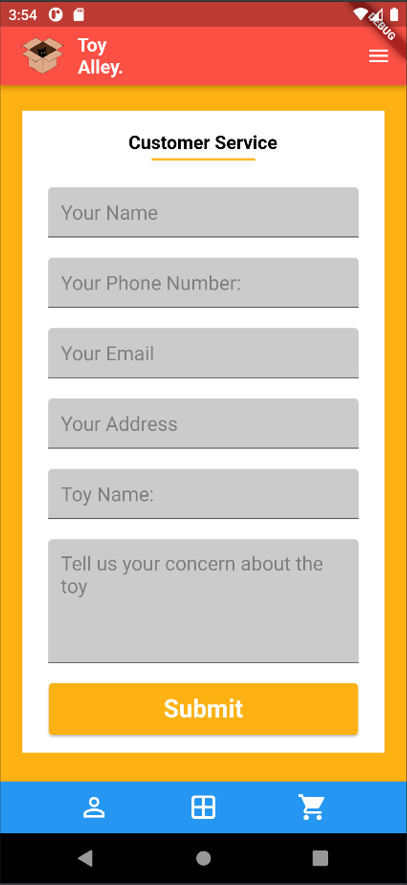 3:54
DEBUG
Toy
Alley.
Customer Service
Your Name
Your Phone Number:
Your Email
Your Address
Toy Name:
Tell us your concern about the
toy
Submit